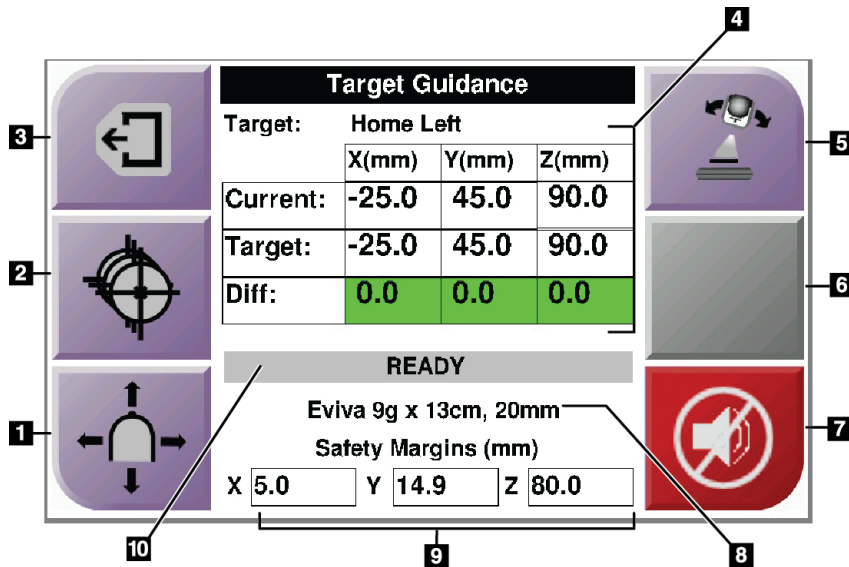 4
Target Guidance
3
Target: Home Left
5
X(mm) Y(mm) Z(mm)
Current: -25.0 45.0 90.0
Target: -25.0 45.0 90.0
2
Diff: 0.0 0.0 0.0
6
READY
Eviva 9g x 13cm, 20mm
1
7
Safety Margins (mm)
X 5.0 Y 14.9 Z 80.0
10
9
8